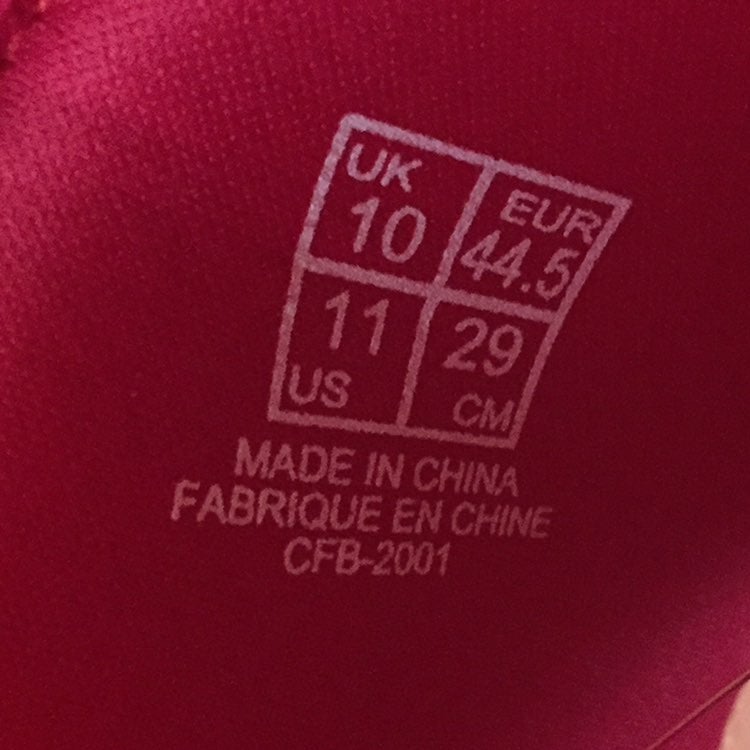 UK EUR
10 44.5
11 29
US CM
MADE IN CHINA
FABRIQUE EN CHINE
CFB-2001